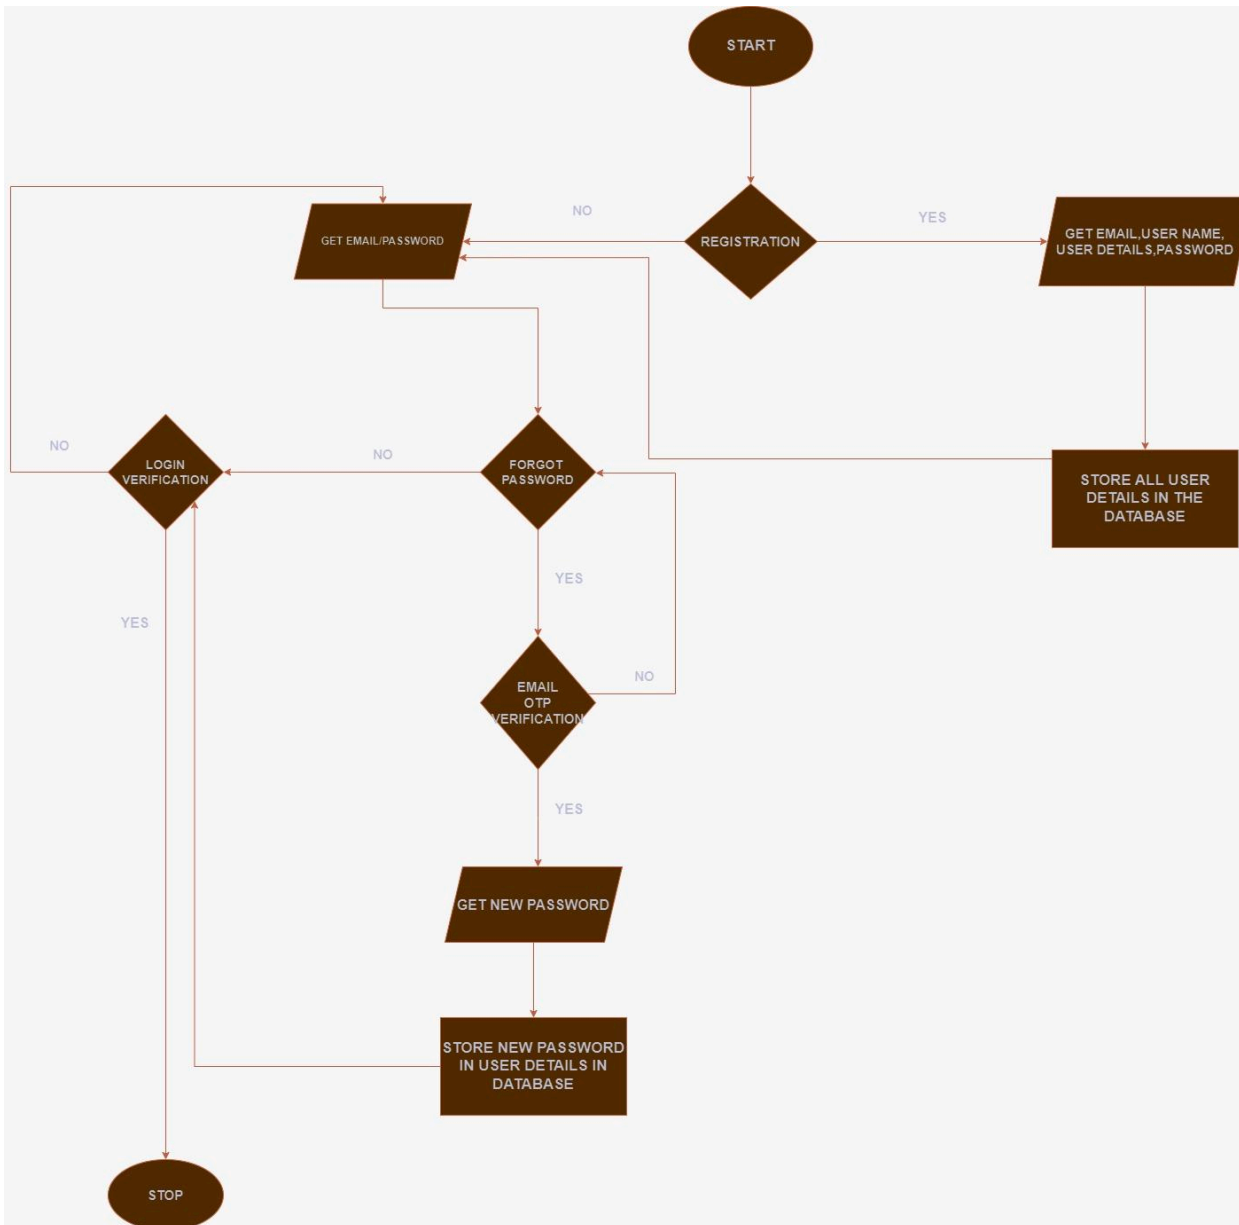 START
NO
YES
GET EMAIL/PASSWORD
REGISTRATION
GET EMAIL,USER NAME,
USER DETAILS,PASSWORD
NO
LOGIN
VERIFICATION
NO
FORGOT
PASSWORD
STORE ALL USER
DETAILS IN THE
DATABASE
YES
YES
EMAIL
OTP
VERIFICATION
NO
YES
GET NEW PASSWORD
STORE NEW PASSWORD
IN USER DETAILS IN
DATABASE
STOP